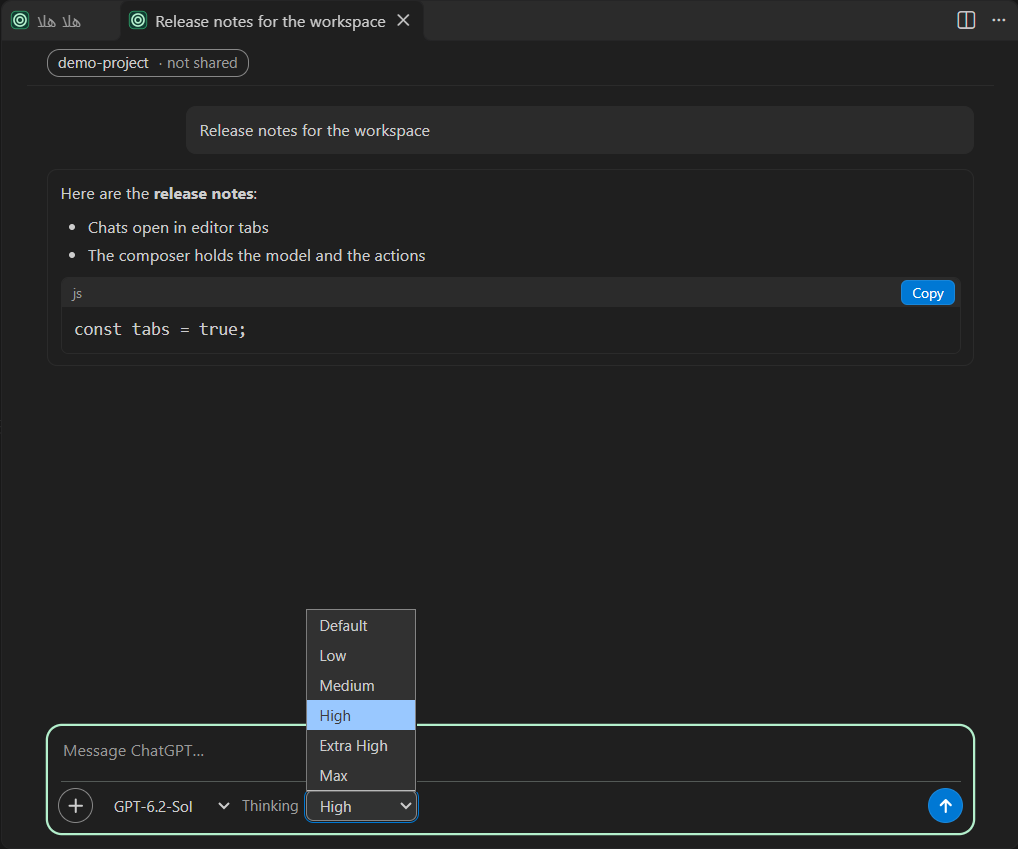 هلا هلا
Release notes for the workspace
demo-project · not shared
Release notes for the workspace
Here are the release notes:
• Chats open in editor tabs
• The composer holds the model and the actions
js
Copy
const tabs = true;
Default
Low
Medium
High
Extra High
Max
Message ChatGPT...
GPT-6.2-Sol
Thinking
High